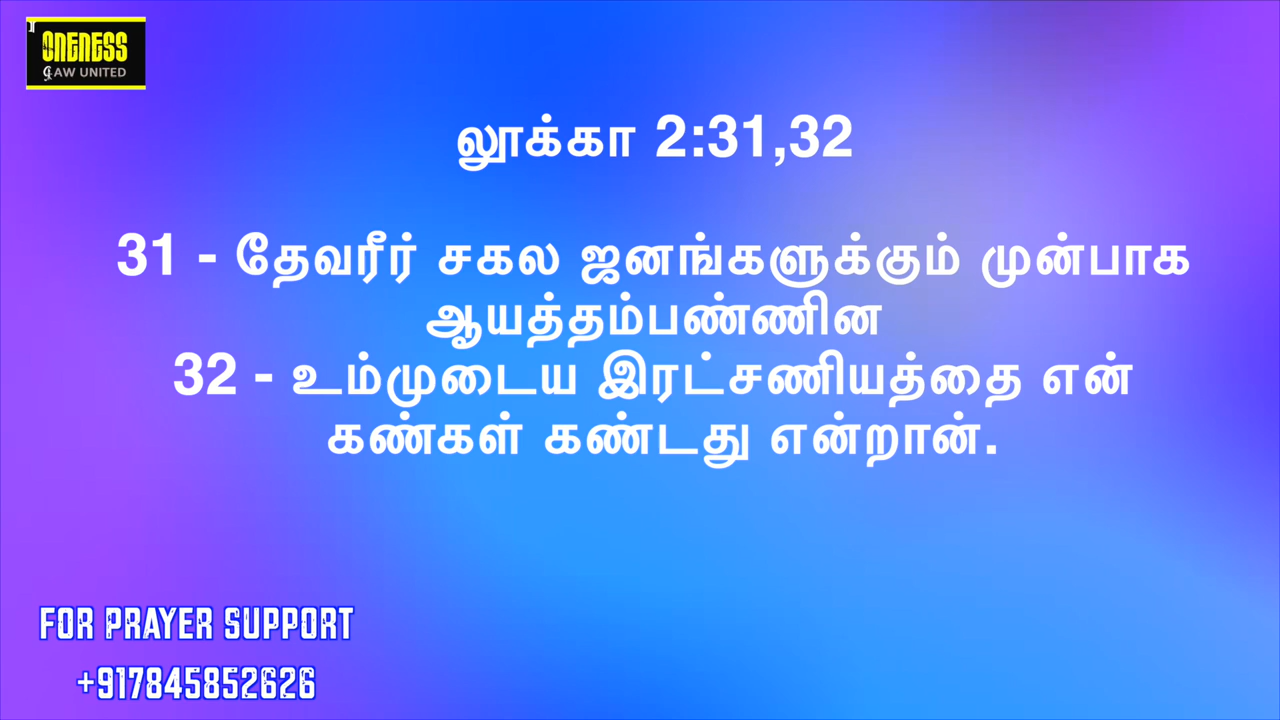 ONENESS
LAW UNITED
லூக்கா 2:31,32
31 - தேவரீர் சகல ஜனங்களுக்கும் முன்பாக
ஆயத்தம்பண்ணின
32 - உம்முடைய இரட்சணியத்தை என்
கண்கள் கண்டது என்றான்.
FOR PRAYER SUPPORT
+917845852626